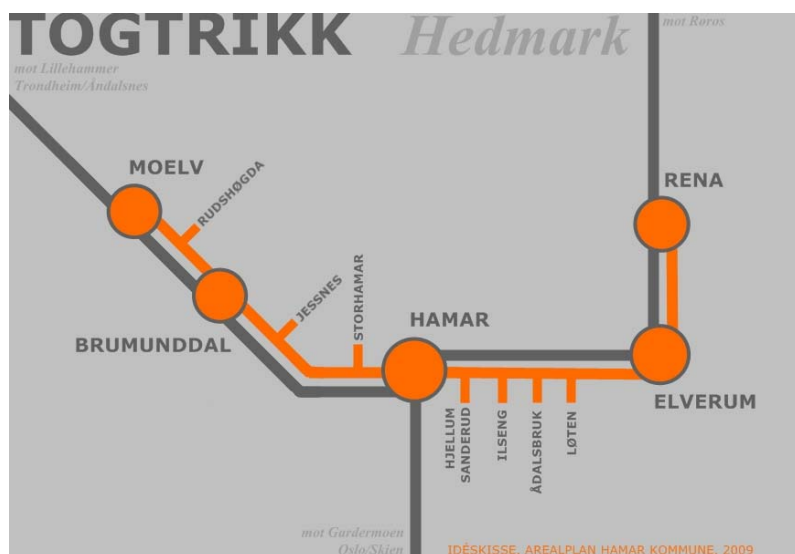 TOGTRIKK Hedmark
mot Røros
mot Lillehammer
Trondheim/Åndalsnes
MOELV
RUDSHØGDA
RENA
JESSNES
STORHAMAR
HAMAR
BRUMUNDDAL
ELVERUM
HJELLUM
SANDERUD
ILSENG
ÅDALSBRUK
LØTEN
mot Gardermoen
Oslo/Skien
IDÉSKISSE, AREALPLAN HAMAR KOMMUNE, 2009